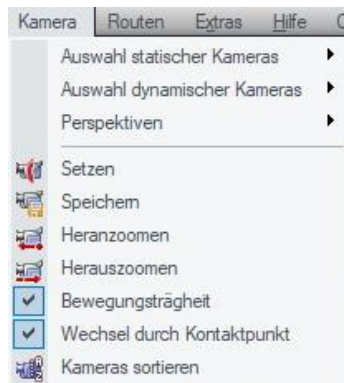 Kamera Routen Extras Hilfe
Auswahl statischer Kameras
Auswahl dynamischer Kameras
Perspektiven
Setzen
Speichern
Heranzoomen
Herauszoomen
Bewegungsträgheit
Wechsel durch Kontaktpunkt
Kameras sortieren